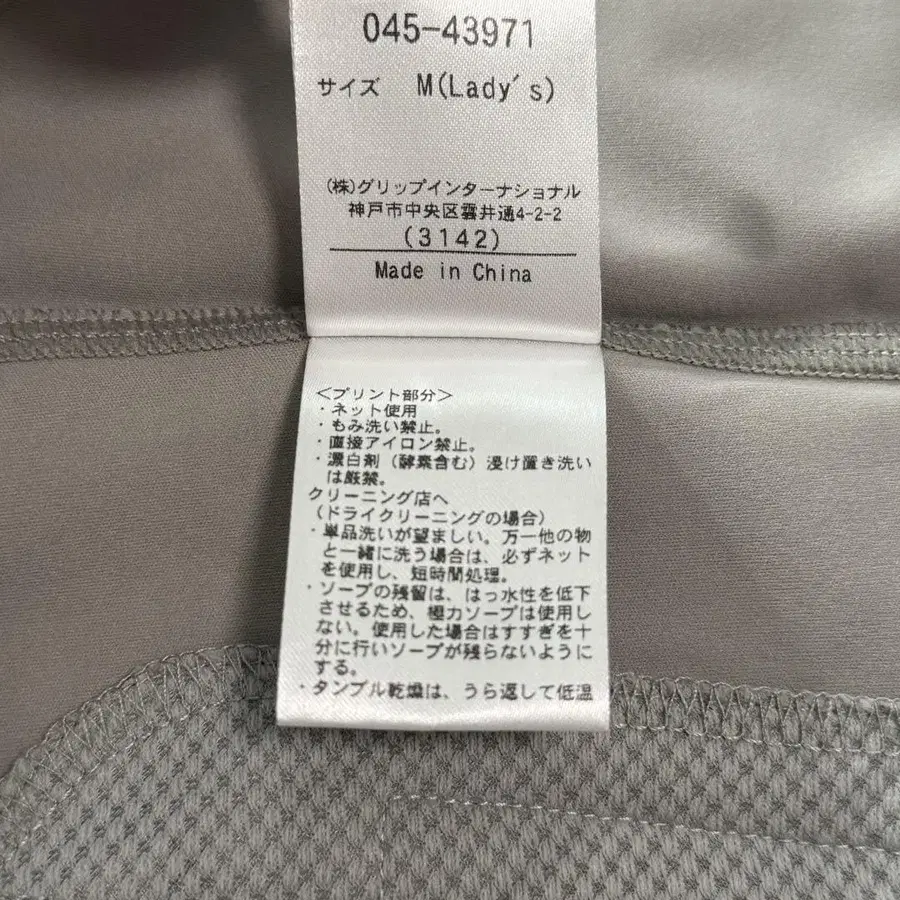 045-43971
サイズ M(Lady's)
(株)グリップインターナショナル
神戸市中央区雲井通4-2-2
(3142)
Made in China
＜プリント部分＞
・ネット使用
・もみ洗い禁止。
・直接アイロン禁止。
・漂白剤（酵素含む）浸け置き洗い
は厳禁。
クリーニング店へ
（ドライクリーニングの場合）
・単品洗いが望ましい。万一他の物
と一緒に洗う場合は、必ずネット
を使用し、短時間処理。
・ソープの残留は、はっ水性を低下
させるため、極力ソープは使用し
ない。使用した場合はすすぎを十
分に行いソープが残らないように
する。
・タンブル乾燥は、うら返して低温